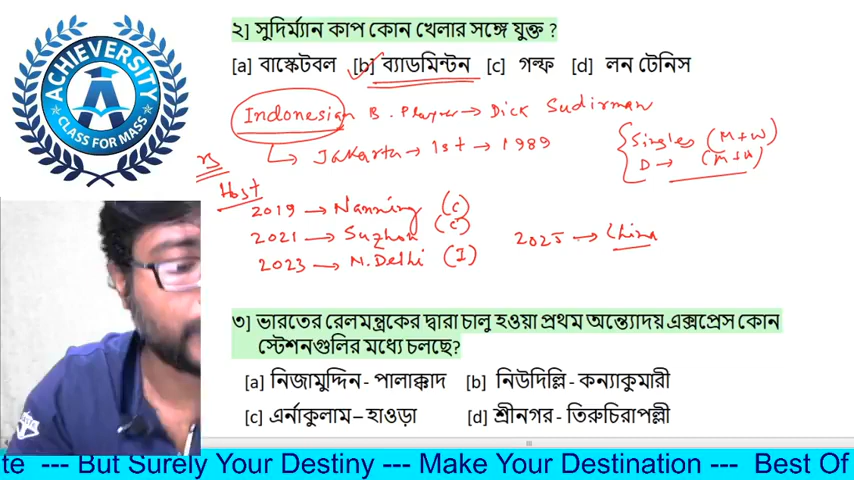 ACHIEVERSITY
CLASS FOR MASS
২] সুদির্ম্যান কাপ কোন খেলার সঙ্গে যুক্ত ?
[a] বাস্কেটবল [b] ব্যাডমিন্টন [c] গল্ফ [d] লন টেনিস
Indonesian B. Player → Dick Sudirman
Jakarta → 1st → 1989
Singles (M+W)
D → (M+W)
Host
2019 → Nanning (C)
2021 → Suzhou (C)
2023 → N. Delhi (I)
2025 → China
৩] ভারতের রেলমন্ত্রকের দ্বারা চালু হওয়া প্রথম অন্ত্যোদয় এক্সপ্রেস কোন
স্টেশনগুলির মধ্যে চলছে?
[a] নিজামুদ্দিন - পালাক্কাদ [b] নিউদিল্লি - কন্যাকুমারী
[c] এর্নাকুলাম – হাওড়া [d] শ্রীনগর - তিরুচিরাপল্লী
te --- But Surely Your Destiny --- Make Your Destination --- Best Of